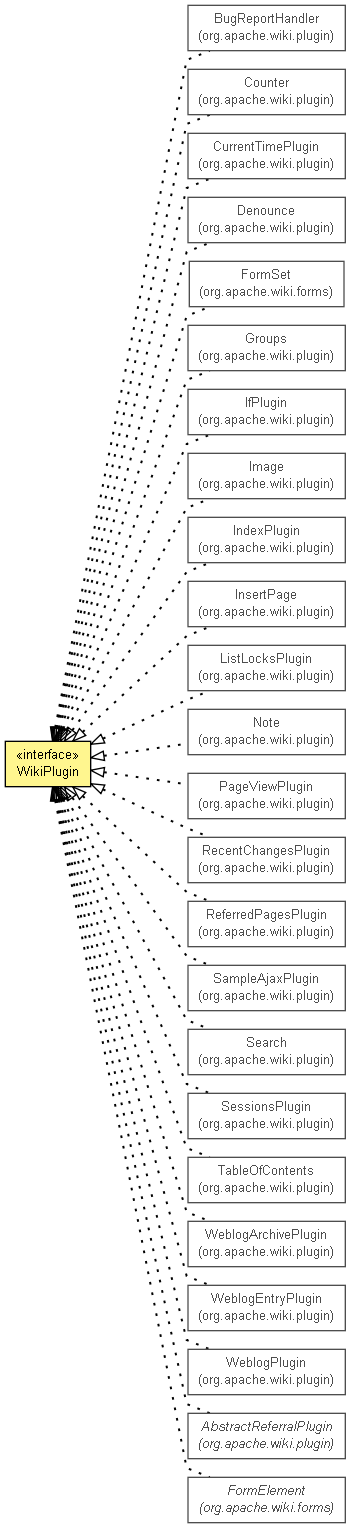 BugReportHandler
(org.apache.wiki.plugin)
Counter
(org.apache.wiki.plugin)
CurrentTimePlugin
(org.apache.wiki.plugin)
Denounce
(org.apache.wiki.plugin)
FormSet
(org.apache.wiki.forms)
Groups
(org.apache.wiki.plugin)
IfPlugin
(org.apache.wiki.plugin)
Image
(org.apache.wiki.plugin)
IndexPlugin
(org.apache.wiki.plugin)
InsertPage
(org.apache.wiki.plugin)
ListLocksPlugin
(org.apache.wiki.plugin)
Note
(org.apache.wiki.plugin)
«interface»
WikiPlugin
PageViewPlugin
(org.apache.wiki.plugin)
RecentChangesPlugin
(org.apache.wiki.plugin)
ReferredPagesPlugin
(org.apache.wiki.plugin)
SampleAjaxPlugin
(org.apache.wiki.plugin)
Search
(org.apache.wiki.plugin)
SessionsPlugin
(org.apache.wiki.plugin)
TableOfContents
(org.apache.wiki.plugin)
WeblogArchivePlugin
(org.apache.wiki.plugin)
WeblogEntryPlugin
(org.apache.wiki.plugin)
WeblogPlugin
(org.apache.wiki.plugin)
AbstractReferralPlugin
(org.apache.wiki.plugin)
FormElement
(org.apache.wiki.forms)